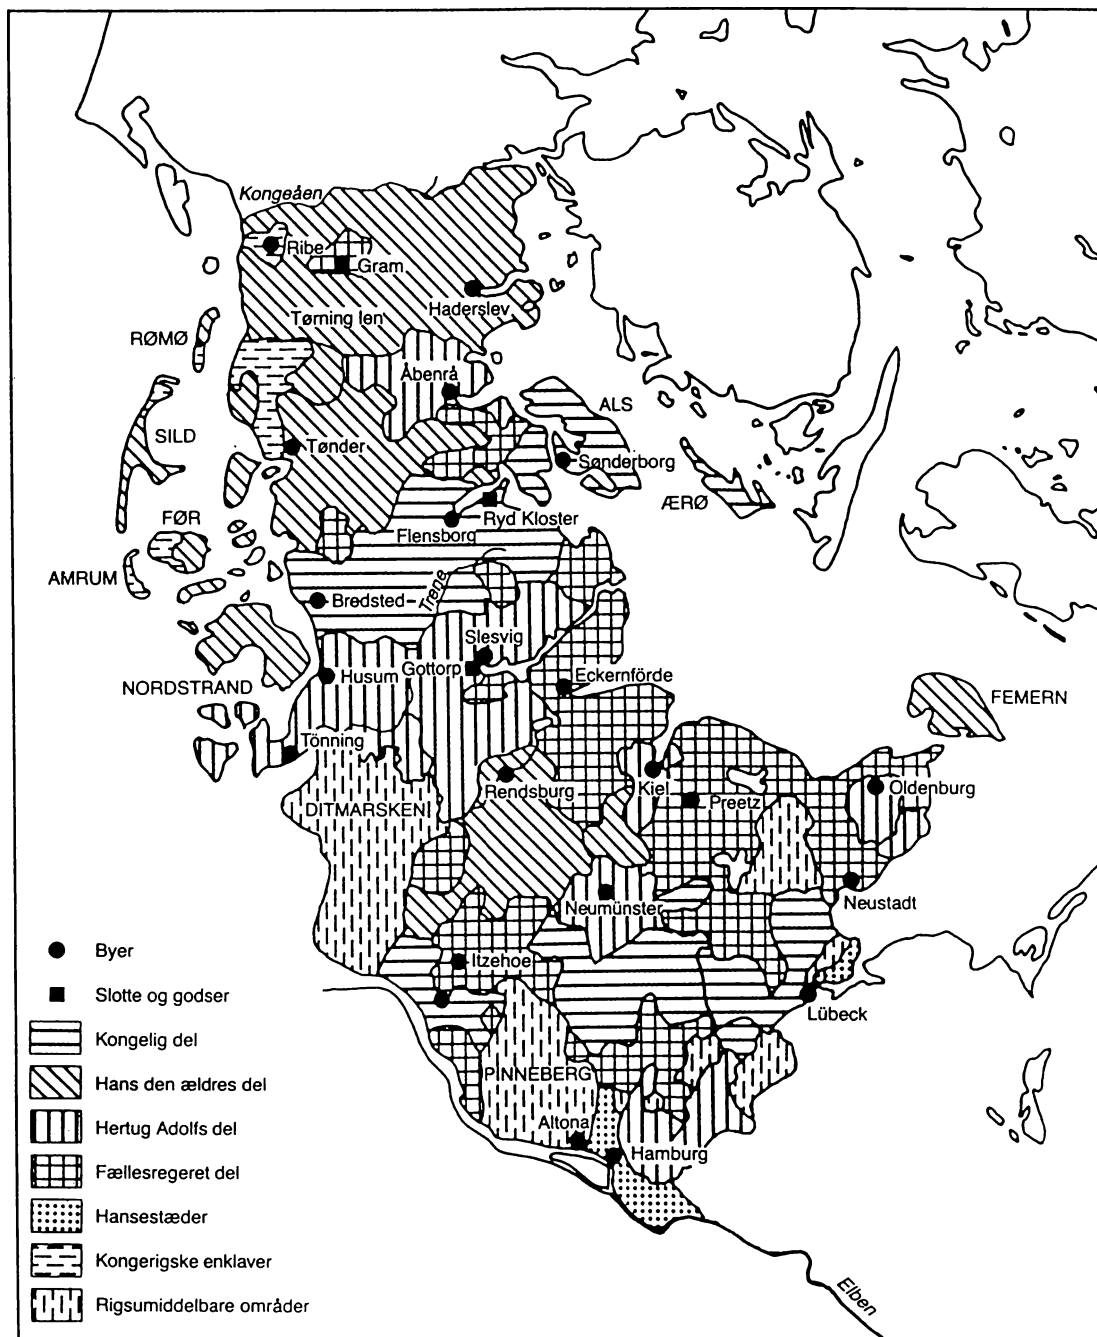 Kongeåen
Ribe
Gram
Haderslev
Tørning len
RØMØ
Åbenrå
ALS
SILD
Tønder
Sønderborg
ÆRØ
Ryd Kloster
FØR
Flensborg
AMRUM
Trene
Bredsted
Slesvig
Gottorp
Husum
Eckernförde
NORDSTRAND
FEMERN
Tönning
Rendsburg
Kiel
Oldenburg
Preetz
DITMARSKEN
Neumünster
Neustadt
Itzehoe
Lübeck
PINNEBERG
Altona
Hamburg
Elben
Byer
Slotte og godser
Kongelig del
Hans den ældres del
Hertug Adolfs del
Fællesregeret del
Hansestæder
Kongerigske enklaver
Rigsumiddelbare områder